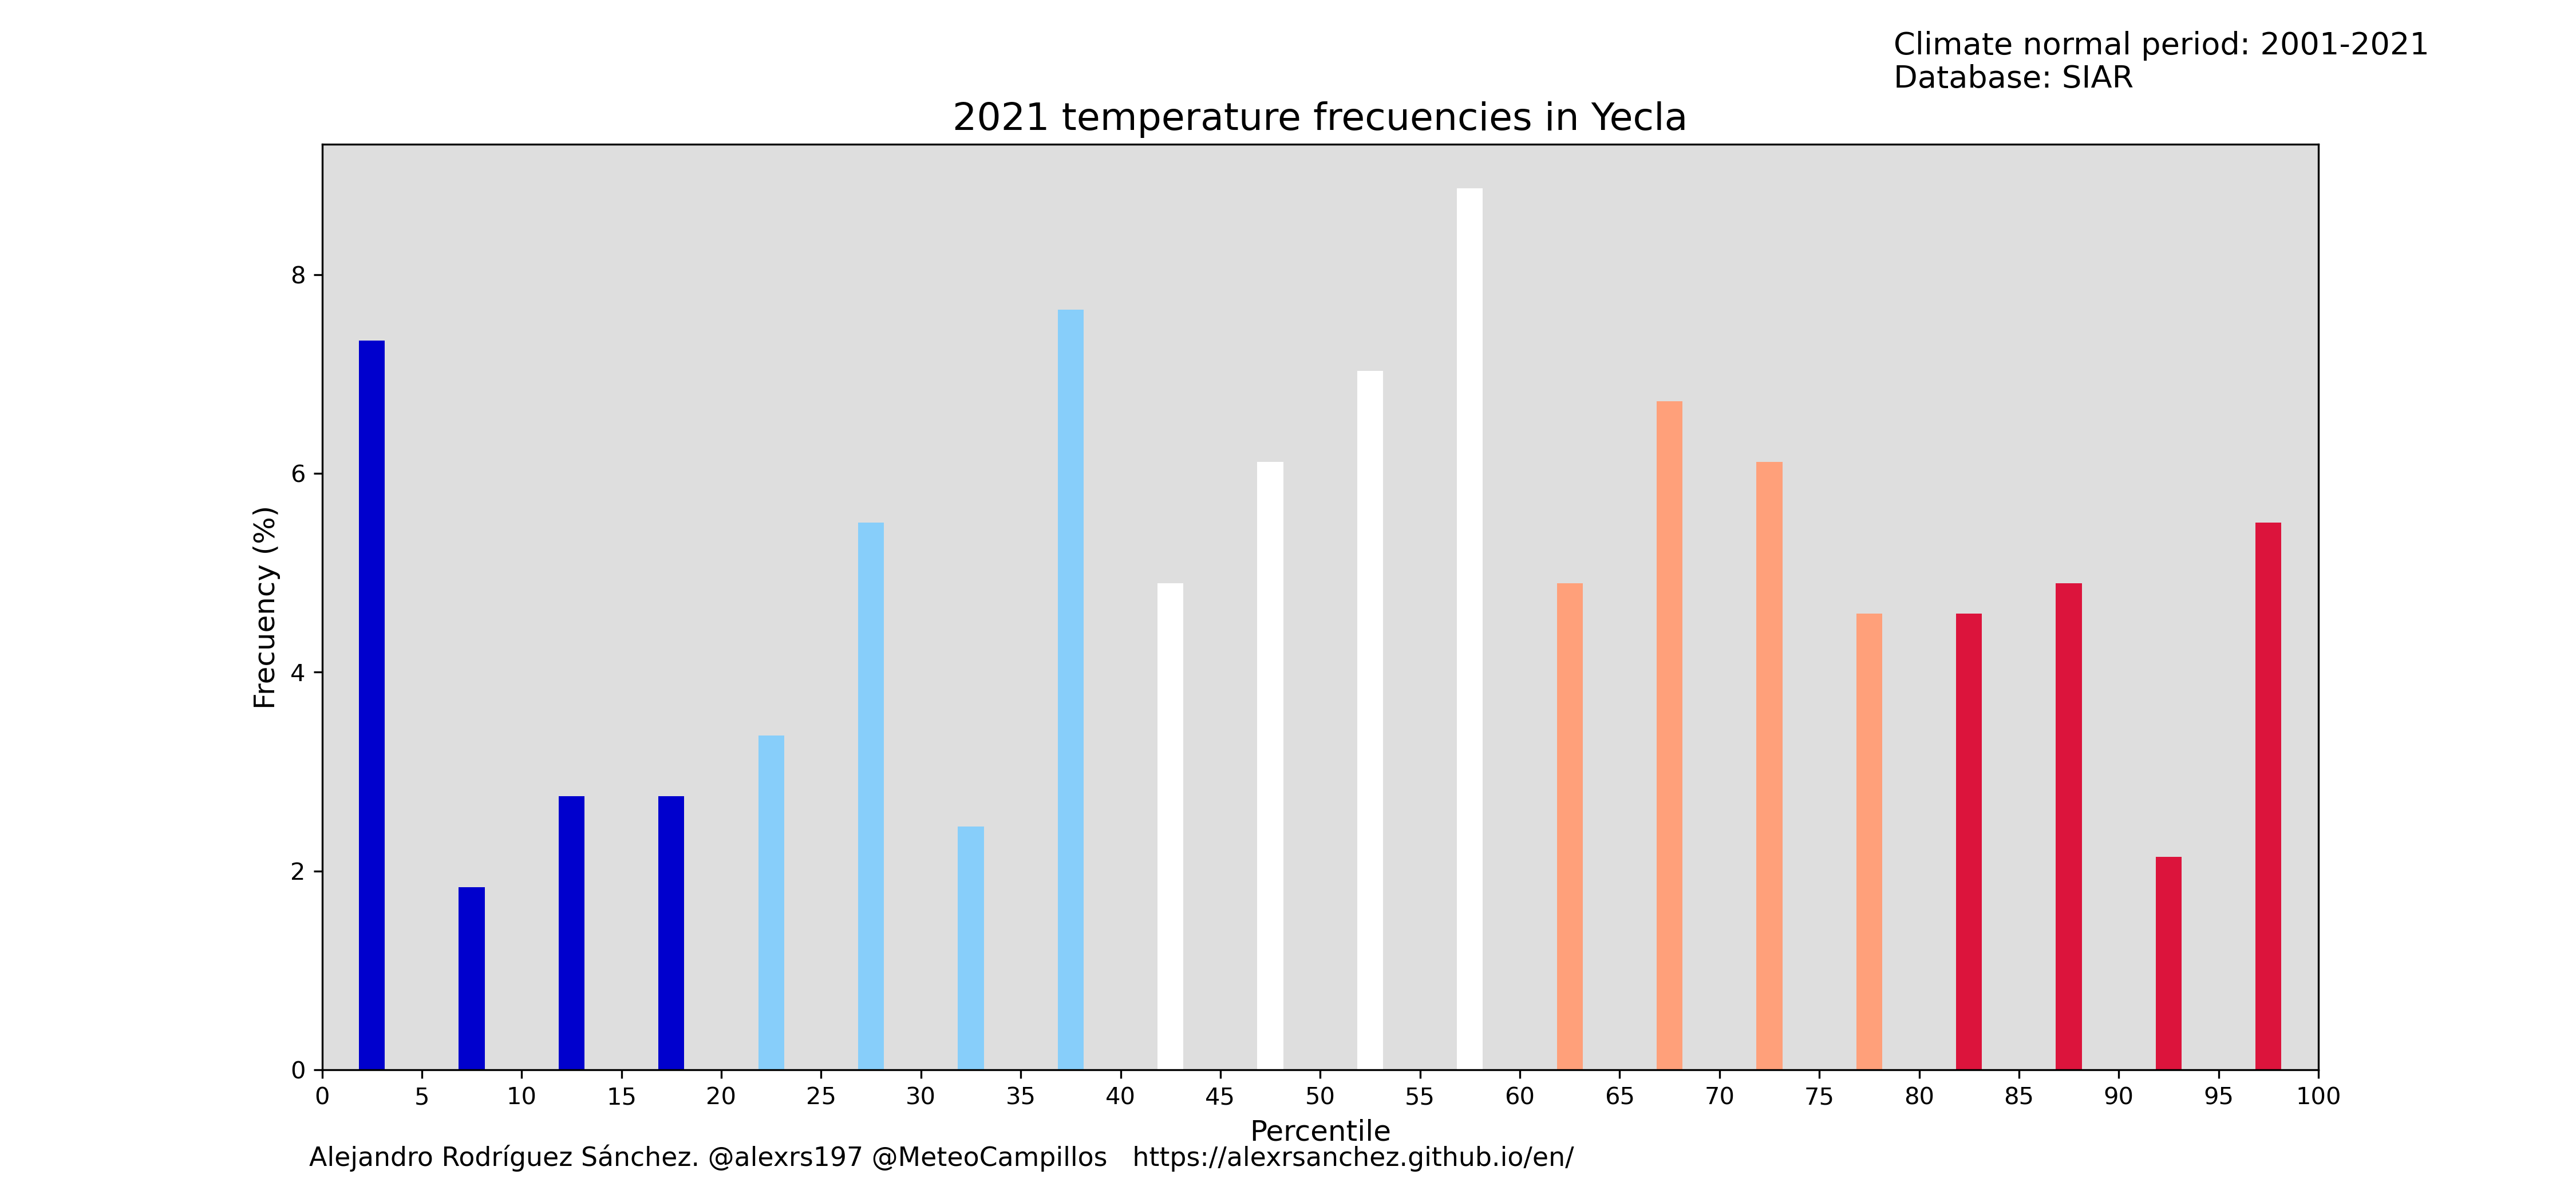 Climate normal period: 2001-2021
Database: SIAR
2021 temperature frecuencies in Yecla
Frecuency (%)
8
6
4
2
0
0 5 10 15 20 25 30 35 40 45 50 55 60 65 70 75 80 85 90 95 100
Percentile
Alejandro Rodríguez Sánchez. @alexrs197 @MeteoCampillos https://alexrsanchez.github.io/en/